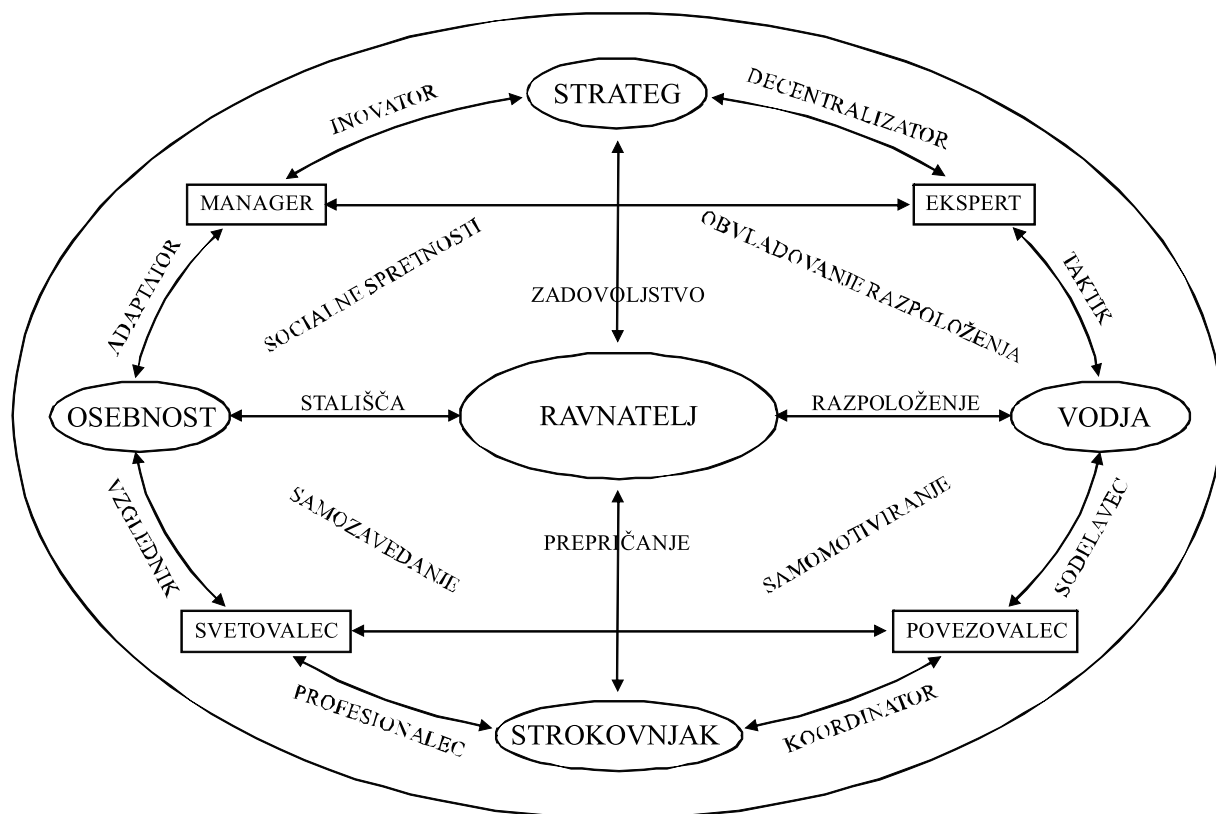 STRATEG
INOVATOR
DECENTRALIZATOR
MANAGER
EKSPERT
ADAPTATOR
SOCIALNE SPRETNOSTI
OBVLADOVANJE RAZPOLOŽENJA
TAKTIK
ZADOVOLJSTVO
OSEBNOST
STALIŠČA
RAVNATELJ
RAZPOLOŽENJE
VODJA
VZGLEDNIK
SAMOZAVEDANJE
PREPRIČANJE
SAMOMOTIVIRANJE
SODELAVEC
SVETOVALEC
POVEZOVALEC
PROFESIONALEC
STROKOVNJAK
KOORDINATOR